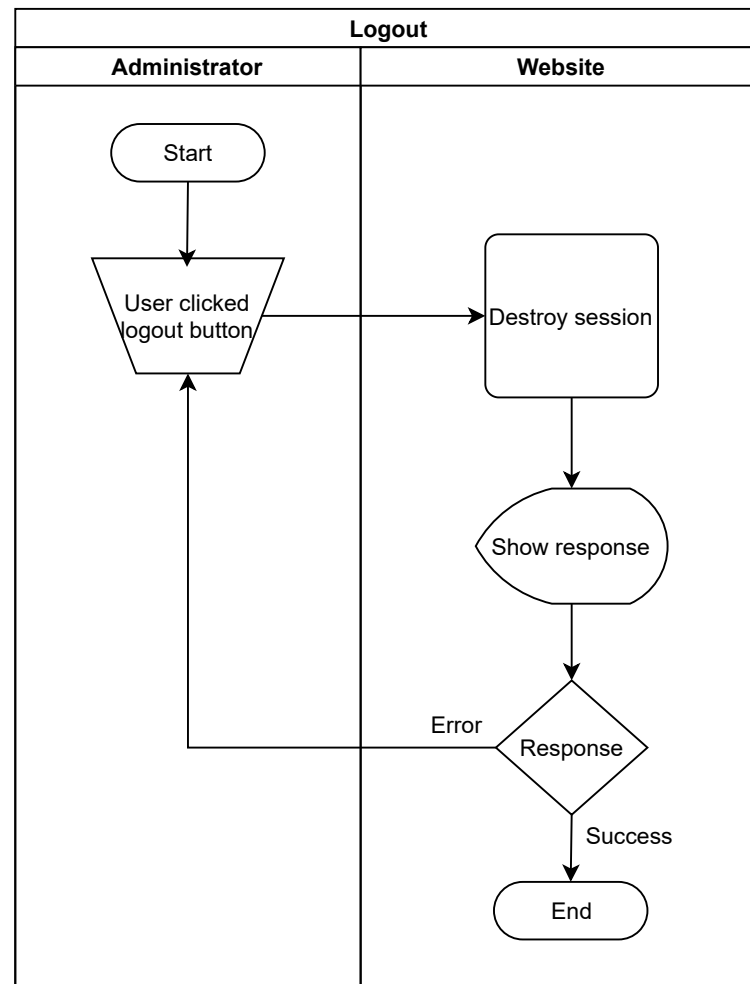 Logout
Administrator
Website
Start
User clicked
logout button
Destroy session
Show response
Error
Response
Success
End